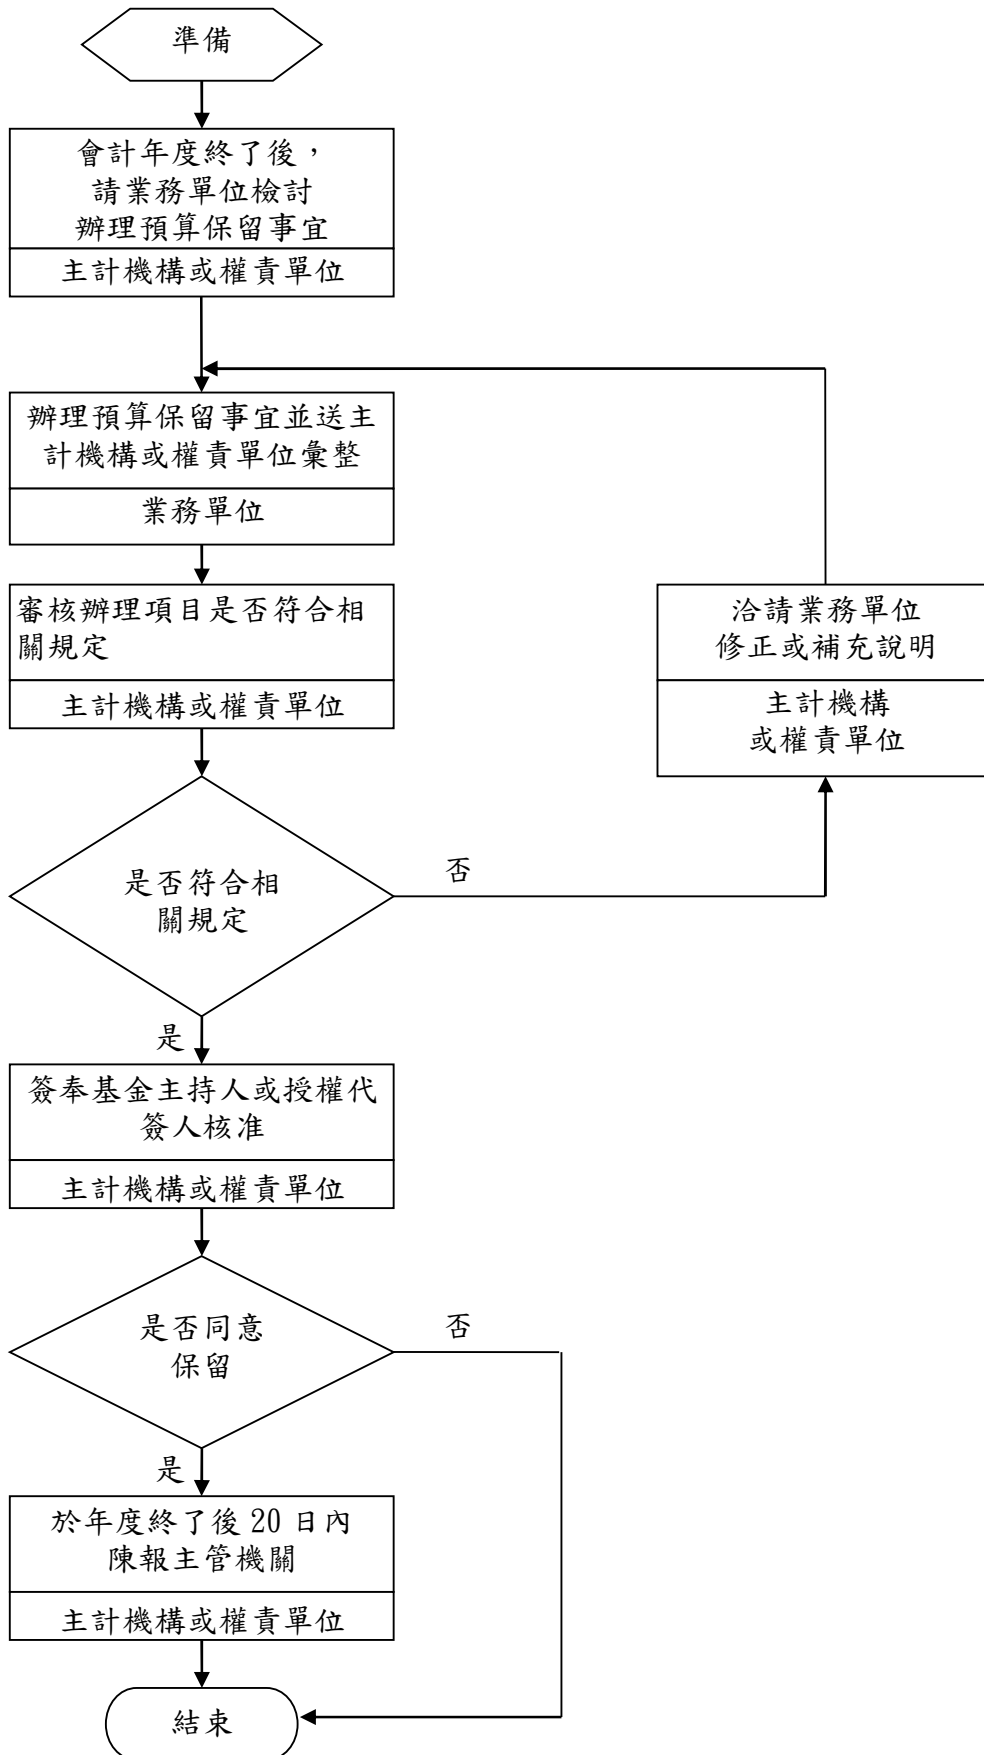 準備
會計年度終了後，
請業務單位檢討
辦理預算保留事宜
主計機構或權責單位
辦理預算保留事宜並送主
計機構或權責單位彙整
業務單位
審核辦理項目是否符合相
關規定
主計機構或權責單位
洽請業務單位
修正或補充說明
主計機構
或權責單位
是否符合相
關規定
否
是
簽奉基金主持人或授權代
簽人核准
主計機構或權責單位
是否同意
保留
否
是
於年度終了後 20 日內
陳報主管機關
主計機構或權責單位
結束